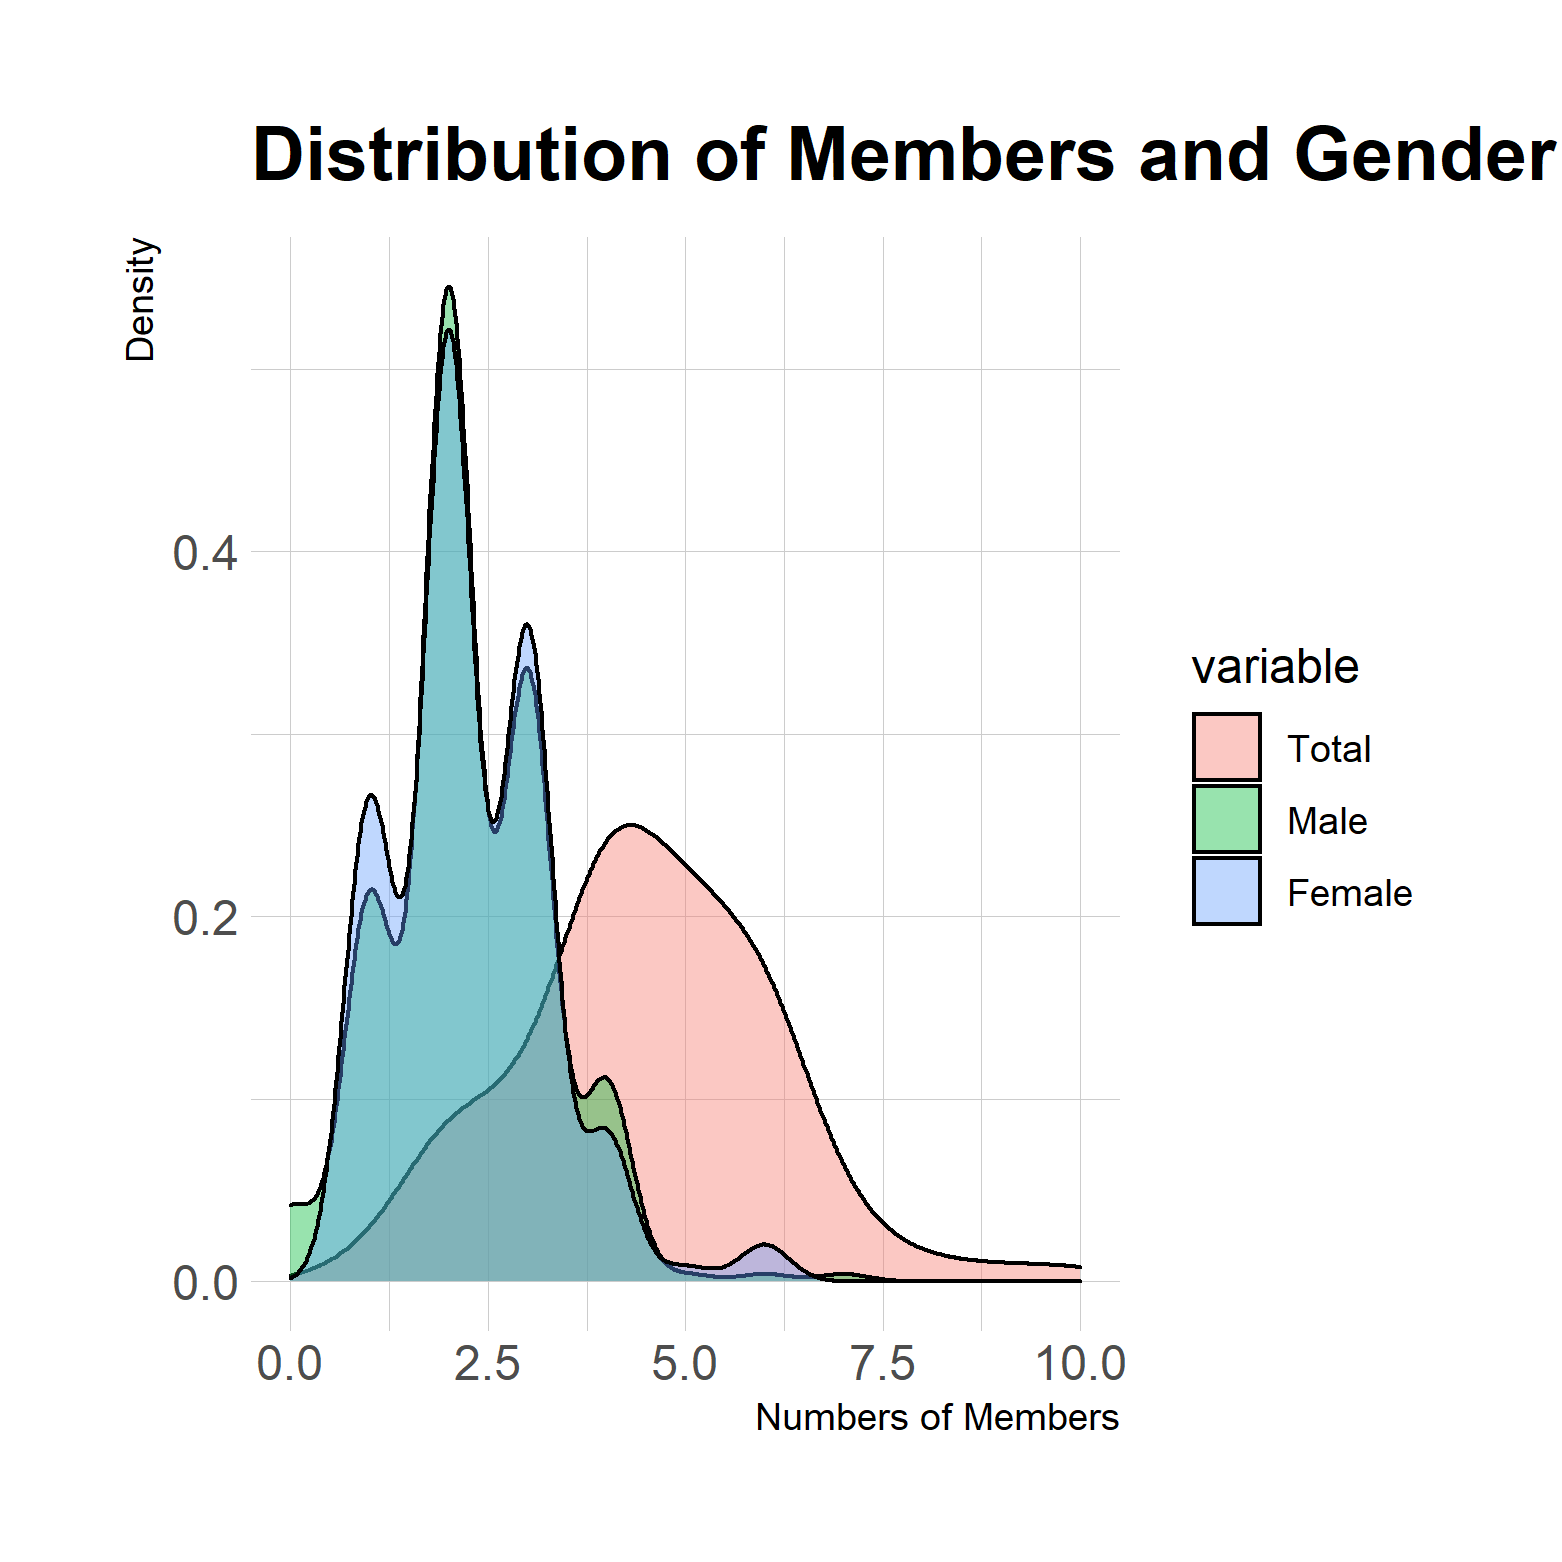 Distribution of Members and Gender
Density
0.4
0.2
0.0
0.0 2.5 5.0 7.5 10.0
Numbers of Members
variable
Total
Male
Female